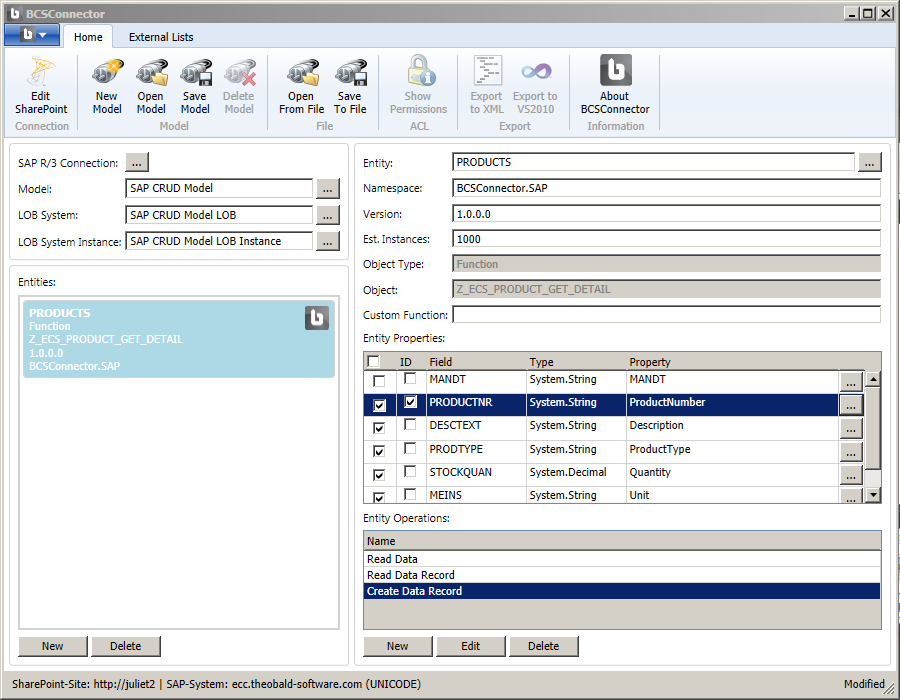 BCSConnector
Home
External Lists
Edit SharePoint
New Model
Open Model
Save Model
Delete Model
Open From File
Save To File
Show Permissions
Export to XML
Export to VS2010
About BCSConnector
Connection
Model
File
ACL
Export
Information
SAP R/3 Connection: ...
Model: SAP CRUD Model ...
LOB System: SAP CRUD Model LOB ...
LOB System Instance: SAP CRUD Model LOB Instance ...
Entities:
PRODUCTS
Function
Z_ECS_PRODUCT_GET_DETAIL
1.0.0.0
BCSConnector.SAP
New Delete
Entity: PRODUCTS ...
Namespace: BCSConnector.SAP
Version: 1.0.0.0
Est. Instances: 1000
Object Type: Function
Object: Z_ECS_PRODUCT_GET_DETAIL
Custom Function:
Entity Properties:
ID Field Type Property
MANDT System.String MANDT ...
PRODUCTNR System.String ProductNumber ...
DESCTEXT System.String Description ...
PRODTYPE System.String ProductType ...
STOCKQUAN System.Decimal Quantity ...
MEINS System.String Unit ...
Entity Operations:
Name
Read Data
Read Data Record
Create Data Record
New Edit Delete
SharePoint-Site: http://juliet2 | SAP-System: ecc.theobald-software.com (UNICODE) Modified